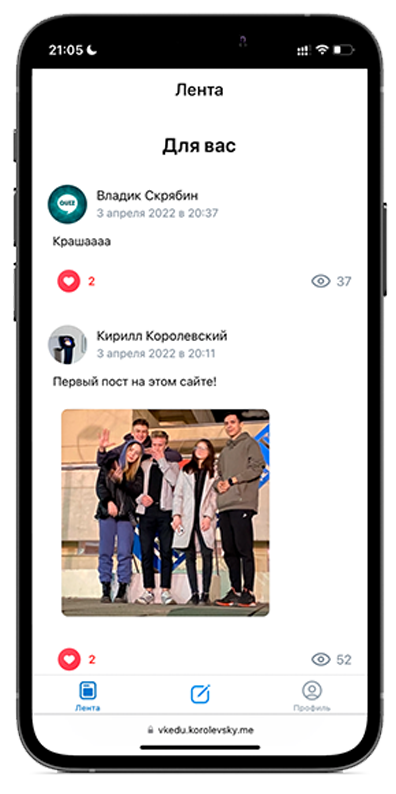 21:05
Лента
Для вас
QUIZ
Владик Скрябин
3 апреля 2022 в 20:37
Крашаааа
2
37
Кирилл Королевский
3 апреля 2022 в 20:11
Первый пост на этом сайте!
2
52
Лента
Профиль
vkedu.korolevsky.me